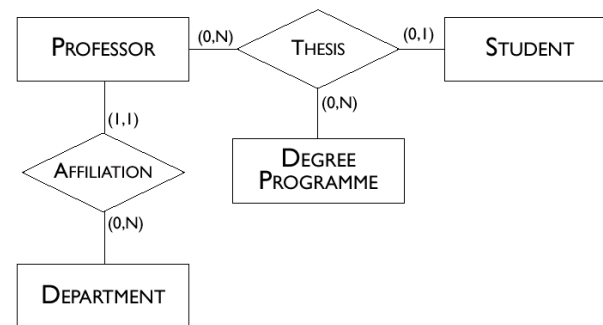 PROFESSOR (0,N) THESIS (0,1) STUDENT
(1,1) (0,N)
AFFILIATION DEGREE
PROGRAMME
(0,N)
DEPARTMENT